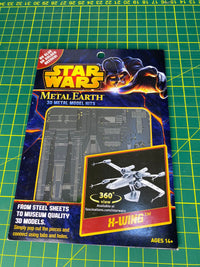 STAR
WARS
METAL EARTH
3D METAL MODEL KITS
360°
view
X-WING
FROM STEEL SHEETS
TO MUSEUM QUALITY
3D MODELS.
Simply pop out the pieces and
connect using tabs and holes.
AGES 14+